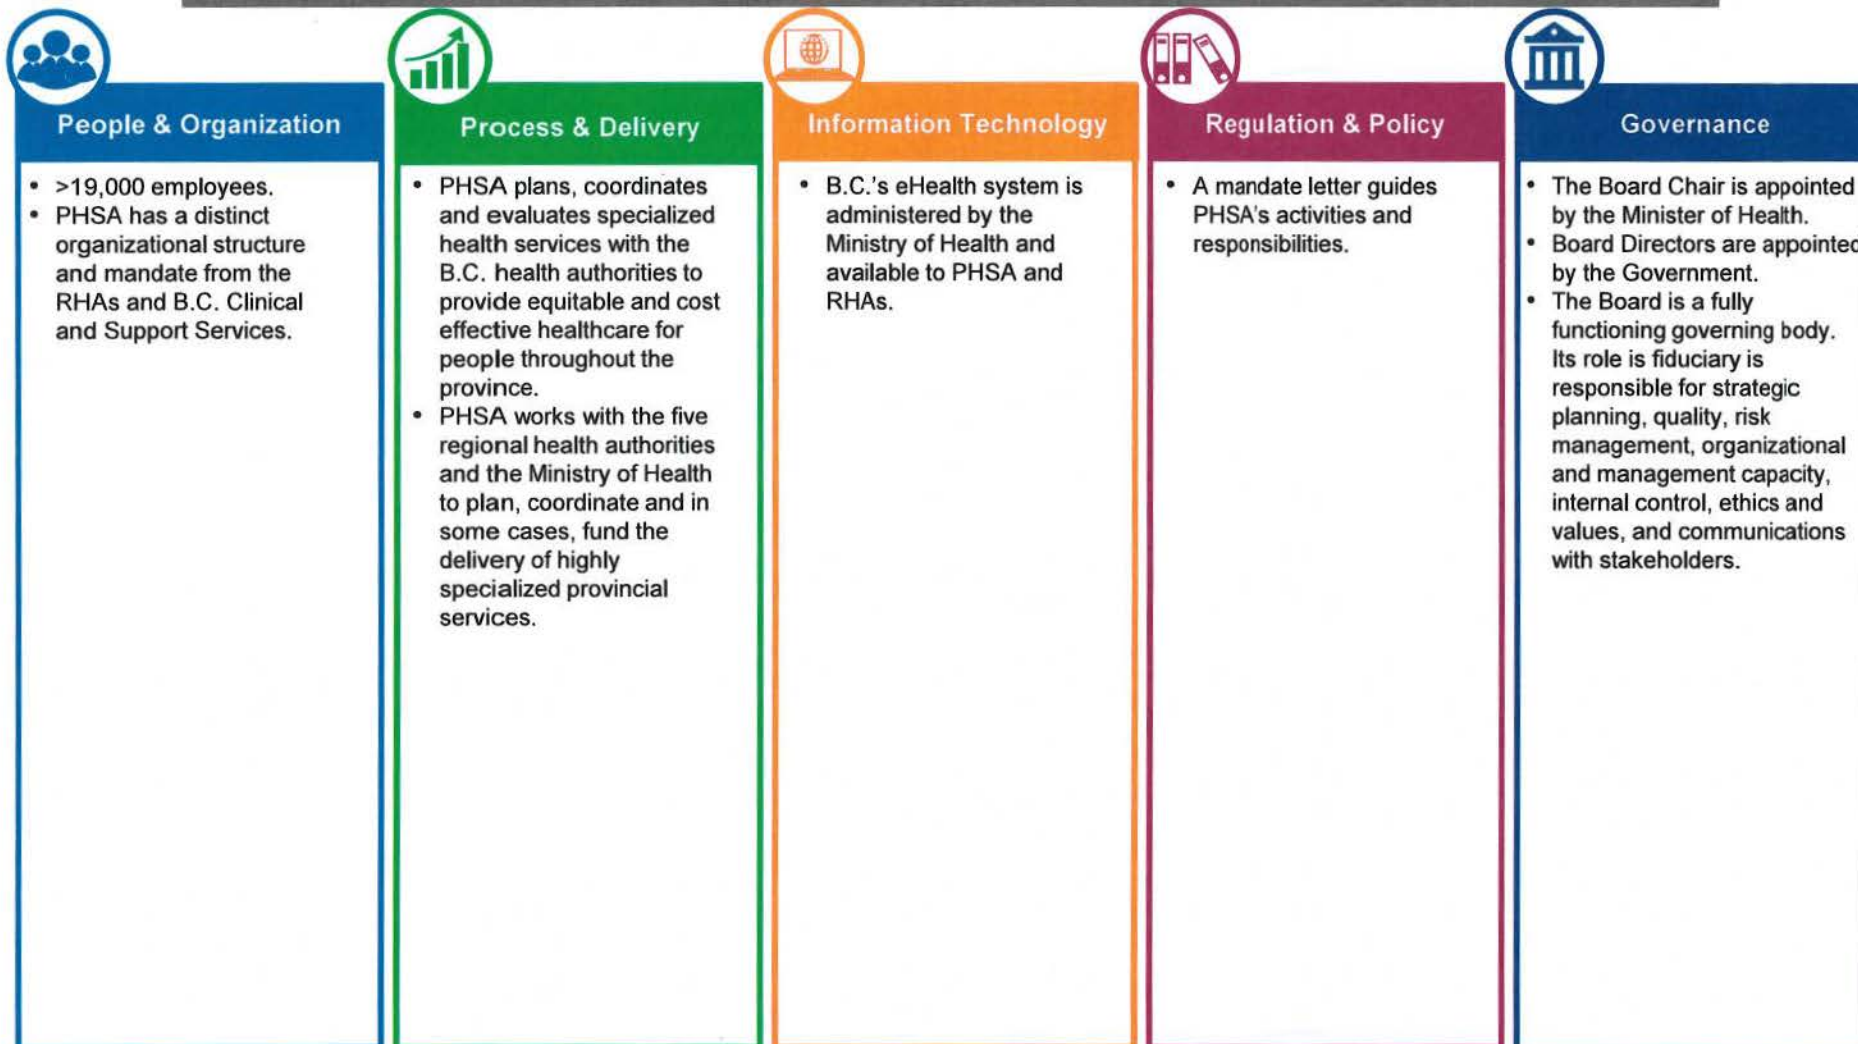 People & Organization
• >19,000 employees.
• PHSA has a distinct
organizational structure
and mandate from the
RHAs and B.C. Clinical
and Support Services.
Process & Delivery
• PHSA plans, coordinates
and evaluates specialized
health services with the
B.C. health authorities to
provide equitable and cost
effective healthcare for
people throughout the
province.
• PHSA works with the five
regional health authorities
and the Ministry of Health
to plan, coordinate and in
some cases, fund the
delivery of highly
specialized provincial
services.
Information Technology
• B.C.'s eHealth system is
administered by the
Ministry of Health and
available to PHSA and
RHAs.
Regulation & Policy
• A mandate letter guides
PHSA's activities and
responsibilities.
Governance
• The Board Chair is appointed
by the Minister of Health.
• Board Directors are appointed
by the Government.
• The Board is a fully
functioning governing body.
Its role is fiduciary is
responsible for strategic
planning, quality, risk
management, organizational
and management capacity,
internal control, ethics and
values, and communications
with stakeholders.